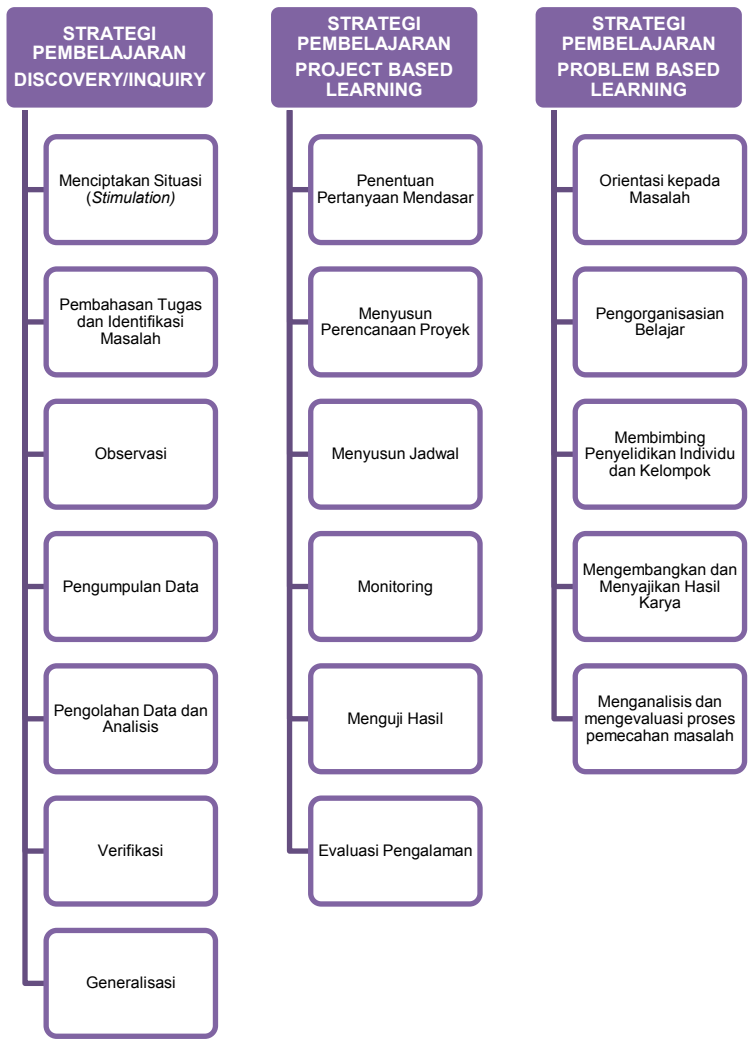 STRATEGI
PEMBELAJARAN
DISCOVERY/INQUIRY
Menciptakan Situasi
(Stimulation)
Pembahasan Tugas
dan Identifikasi
Masalah
Observasi
Pengumpulan Data
Pengolahan Data dan
Analisis
Verifikasi
Generalisasi
STRATEGI
PEMBELAJARAN
PROJECT BASED
LEARNING
Penentuan
Pertanyaan Mendasar
Menyusun
Perencanaan Proyek
Menyusun Jadwal
Monitoring
Menguji Hasil
Evaluasi Pengalaman
STRATEGI
PEMBELAJARAN
PROBLEM BASED
LEARNING
Orientasi kepada
Masalah
Pengorganisasian
Belajar
Membimbing
Penyelidikan Individu
dan Kelompok
Mengembangkan dan
Menyajikan Hasil
Karya
Menganalisis dan
mengevaluasi proses
pemecahan masalah